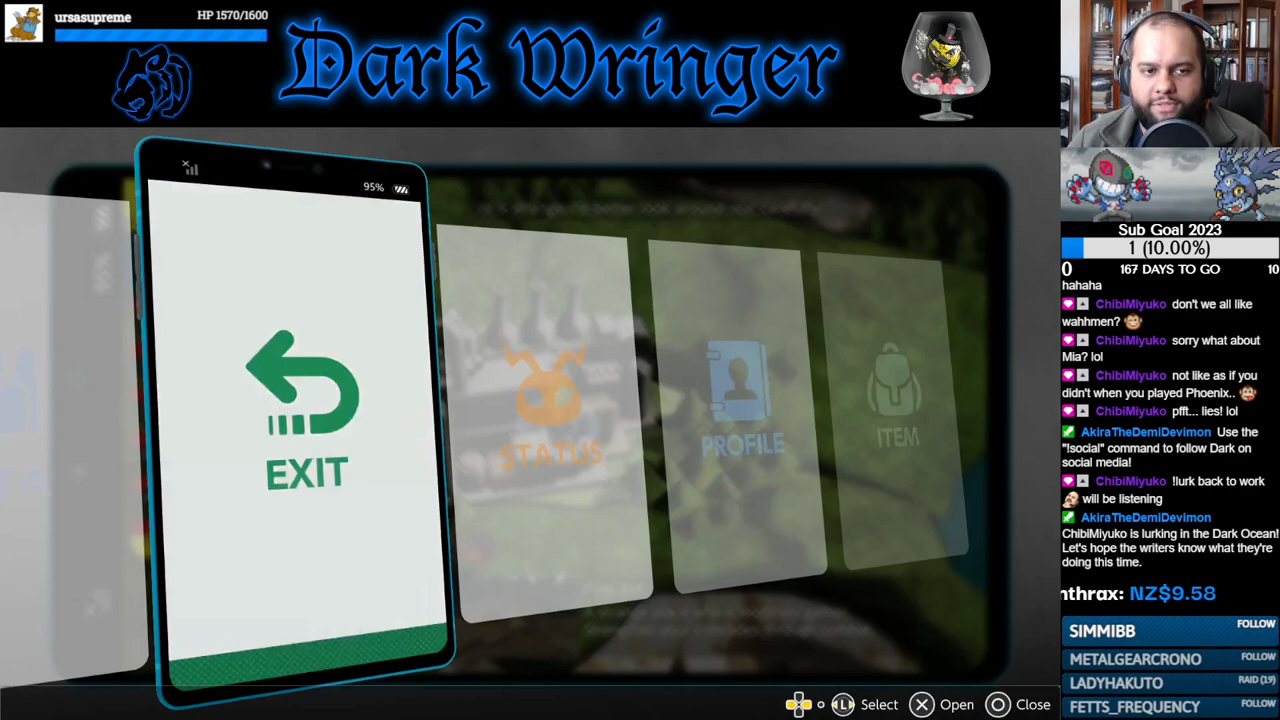 ursasupreme
HP 1570/1600
Dark Wringer
95%
EXIT
STATUS
PROFILE
ITEM
L Select
Open
Close
Sub Goal 2023
1 (10.00%)
0 167 DAYS TO GO 10
hahaha
ChibiMiyuko don't we all like
wahhmen?
ChibiMiyuko sorry what about
Mia? lol
ChibiMiyuko not like as if you
didn't when you played Phoenix..
ChibiMiyuko pfft... lies! lol
AkiraTheDemiDevimon Use the
"!social" command to follow Dark on
social media!
ChibiMiyuko !lurk back to work
will be listening
AkiraTheDemiDevimon
ChibiMiyuko is lurking in the Dark Ocean!
Let's hope the writers know what they're
doing this time.
nthrax: NZ$9.58
SIMMIBB FOLLOW
METALGEARCRONO FOLLOW
LADYHAKUTO RAID (19)
FETTS_FREQUENCY FOLLOW